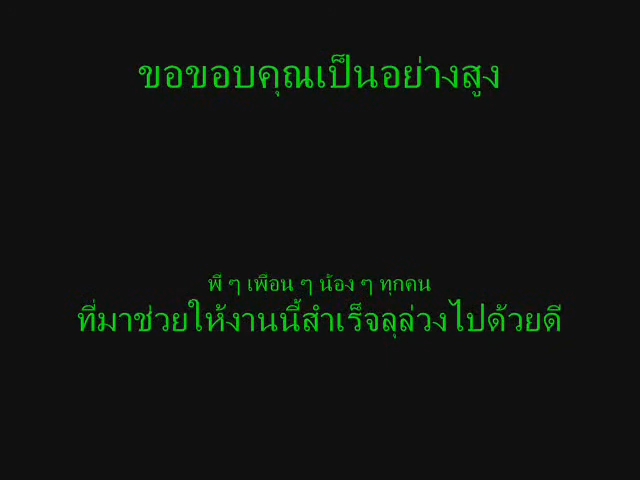 ขอขอบคุณเป็นอย่างสูง
พี่ ๆ เพื่อน ๆ น้อง ๆ ทุกคน
ที่มาช่วยให้งานนี้สำเร็จลุล่วงไปด้วยดี